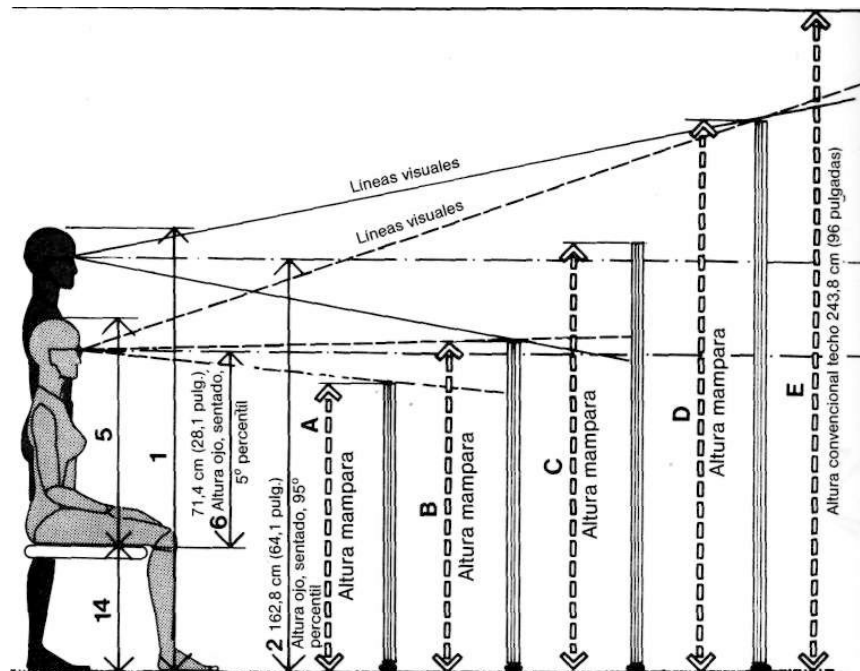 Líneas visuales
Líneas visuales
5
1
14
71,4 cm (28,1 pulg.)
6 Altura ojo, sentado,
5º percentil
2 162,8 cm (64,1 pulg.)
Altura ojo, sentado, 95º
percentil
A
Altura mampara
B
Altura mampara
C
Altura mampara
D
Altura mampara
E
Altura convencional techo 243,8 cm (96 pulgadas)